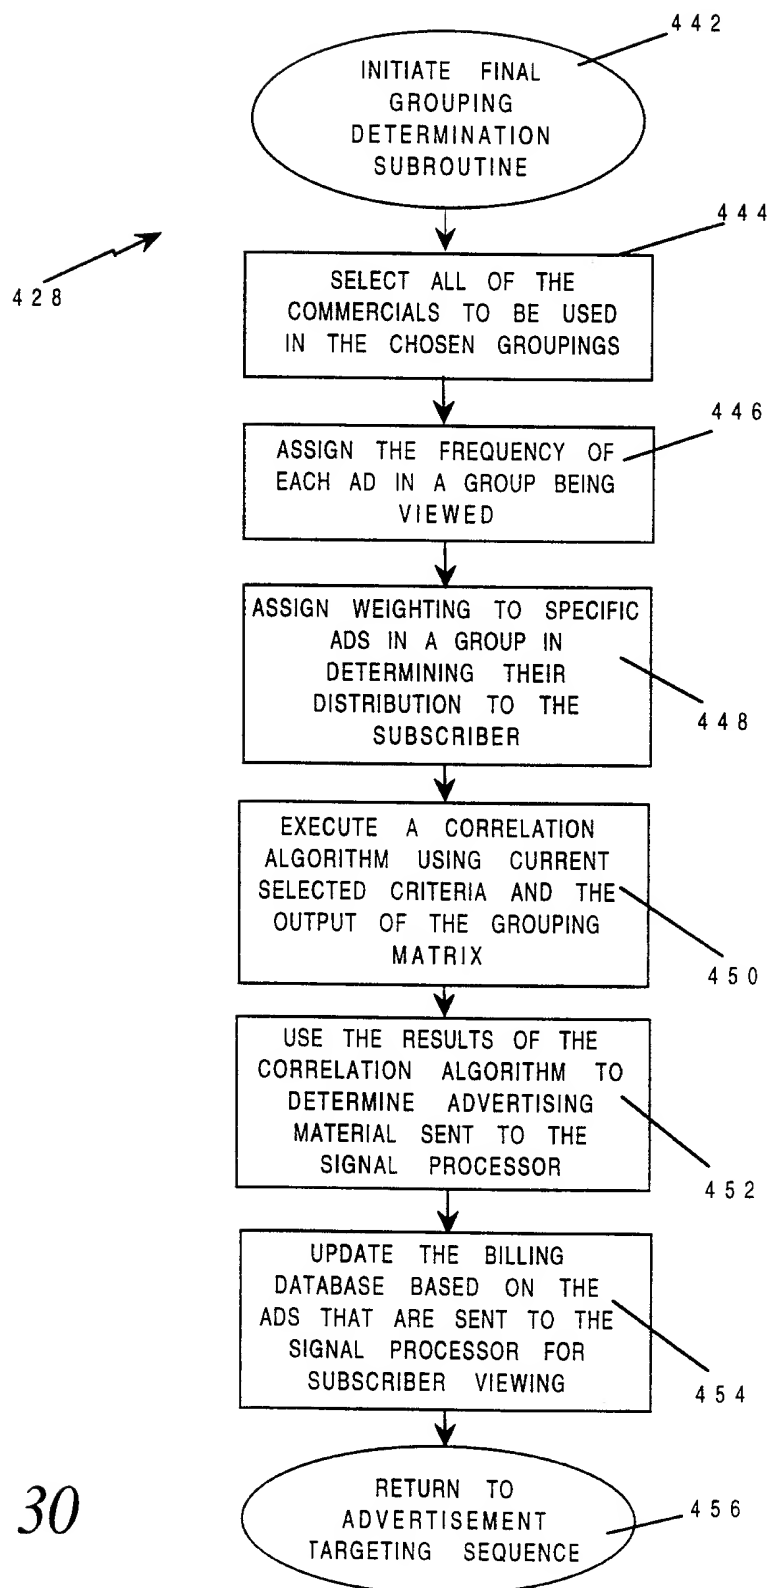 442
INITIATE FINAL
GROUPING
DETERMINATION
SUBROUTINE
444
428
SELECT ALL OF THE
COMMERCIALS TO BE USED
IN THE CHOSEN GROUPINGS
446
ASSIGN THE FREQUENCY OF
EACH AD IN A GROUP BEING
VIEWED
ASSIGN WEIGHTING TO SPECIFIC
ADS IN A GROUP IN
DETERMINING THEIR
DISTRIBUTION TO THE
SUBSCRIBER
448
EXECUTE A CORRELATION
ALGORITHM USING CURRENT
SELECTED CRITERIA AND THE
OUTPUT OF THE GROUPING
MATRIX
450
USE THE RESULTS OF THE
CORRELATION ALGORITHM TO
DETERMINE ADVERTISING
MATERIAL SENT TO THE
SIGNAL PROCESSOR
452
UPDATE THE BILLING
DATABASE BASED ON THE
ADS THAT ARE SENT TO THE
SIGNAL PROCESSOR FOR
SUBSCRIBER VIEWING
454
RETURN TO
ADVERTISEMENT
TARGETING SEQUENCE
456
30